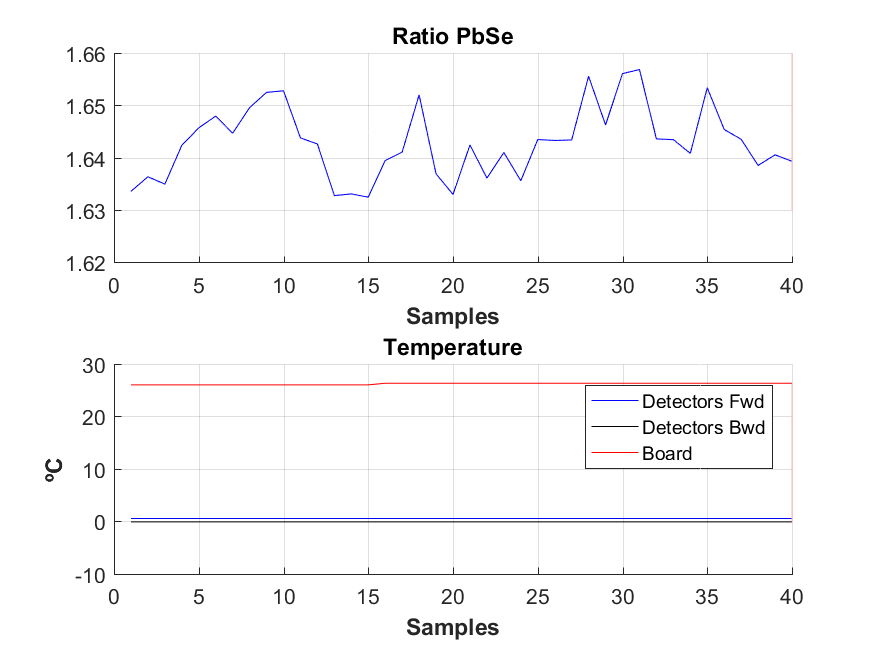 Ratio PbSe
1.66
1.65
1.64
1.63
1.62
0 5 10 15 20 25 30 35 40
Samples
Temperature
30
20
10
0
-10
ºC
Detectors Fwd
Detectors Bwd
Board
0 5 10 15 20 25 30 35 40
Samples